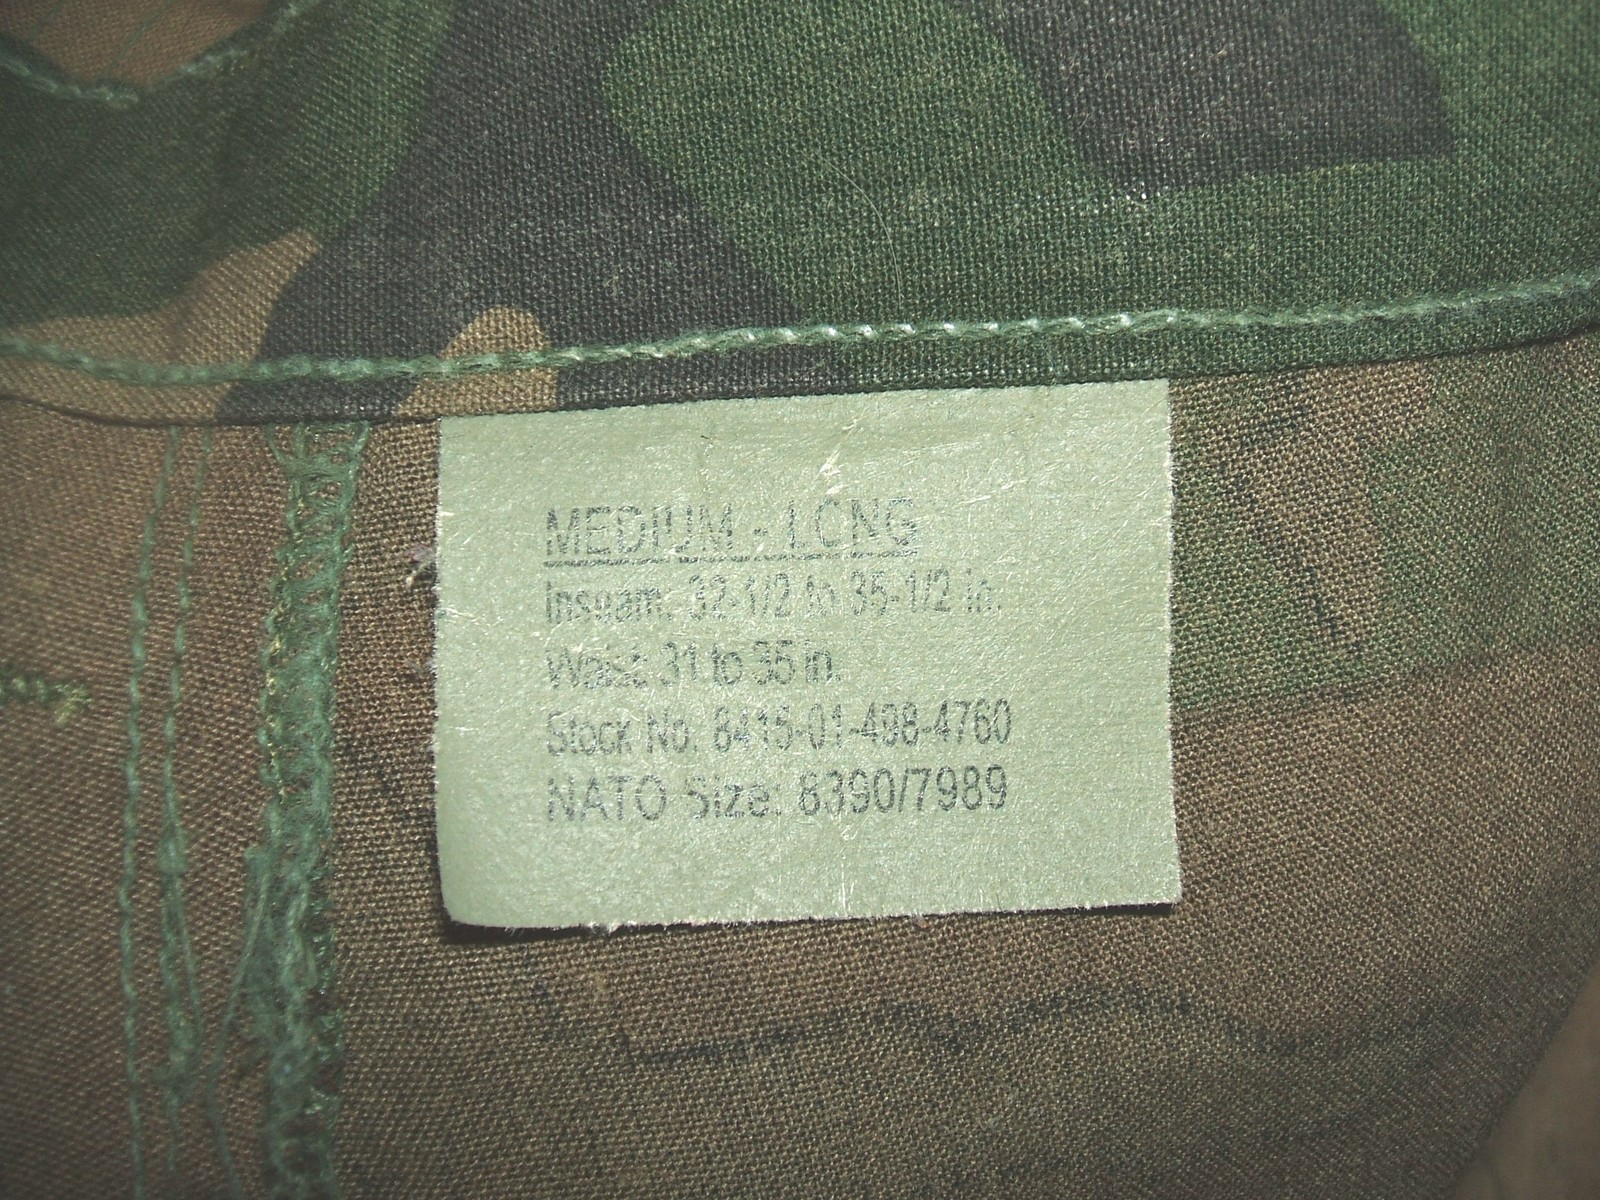 MEDIUM - LONG
Inseam: 32-1/2 to 35-1/2 in.
Waist: 31 to 35 in.
Stock No. 8415-01-498-4760
NATO Size: 8390/7989